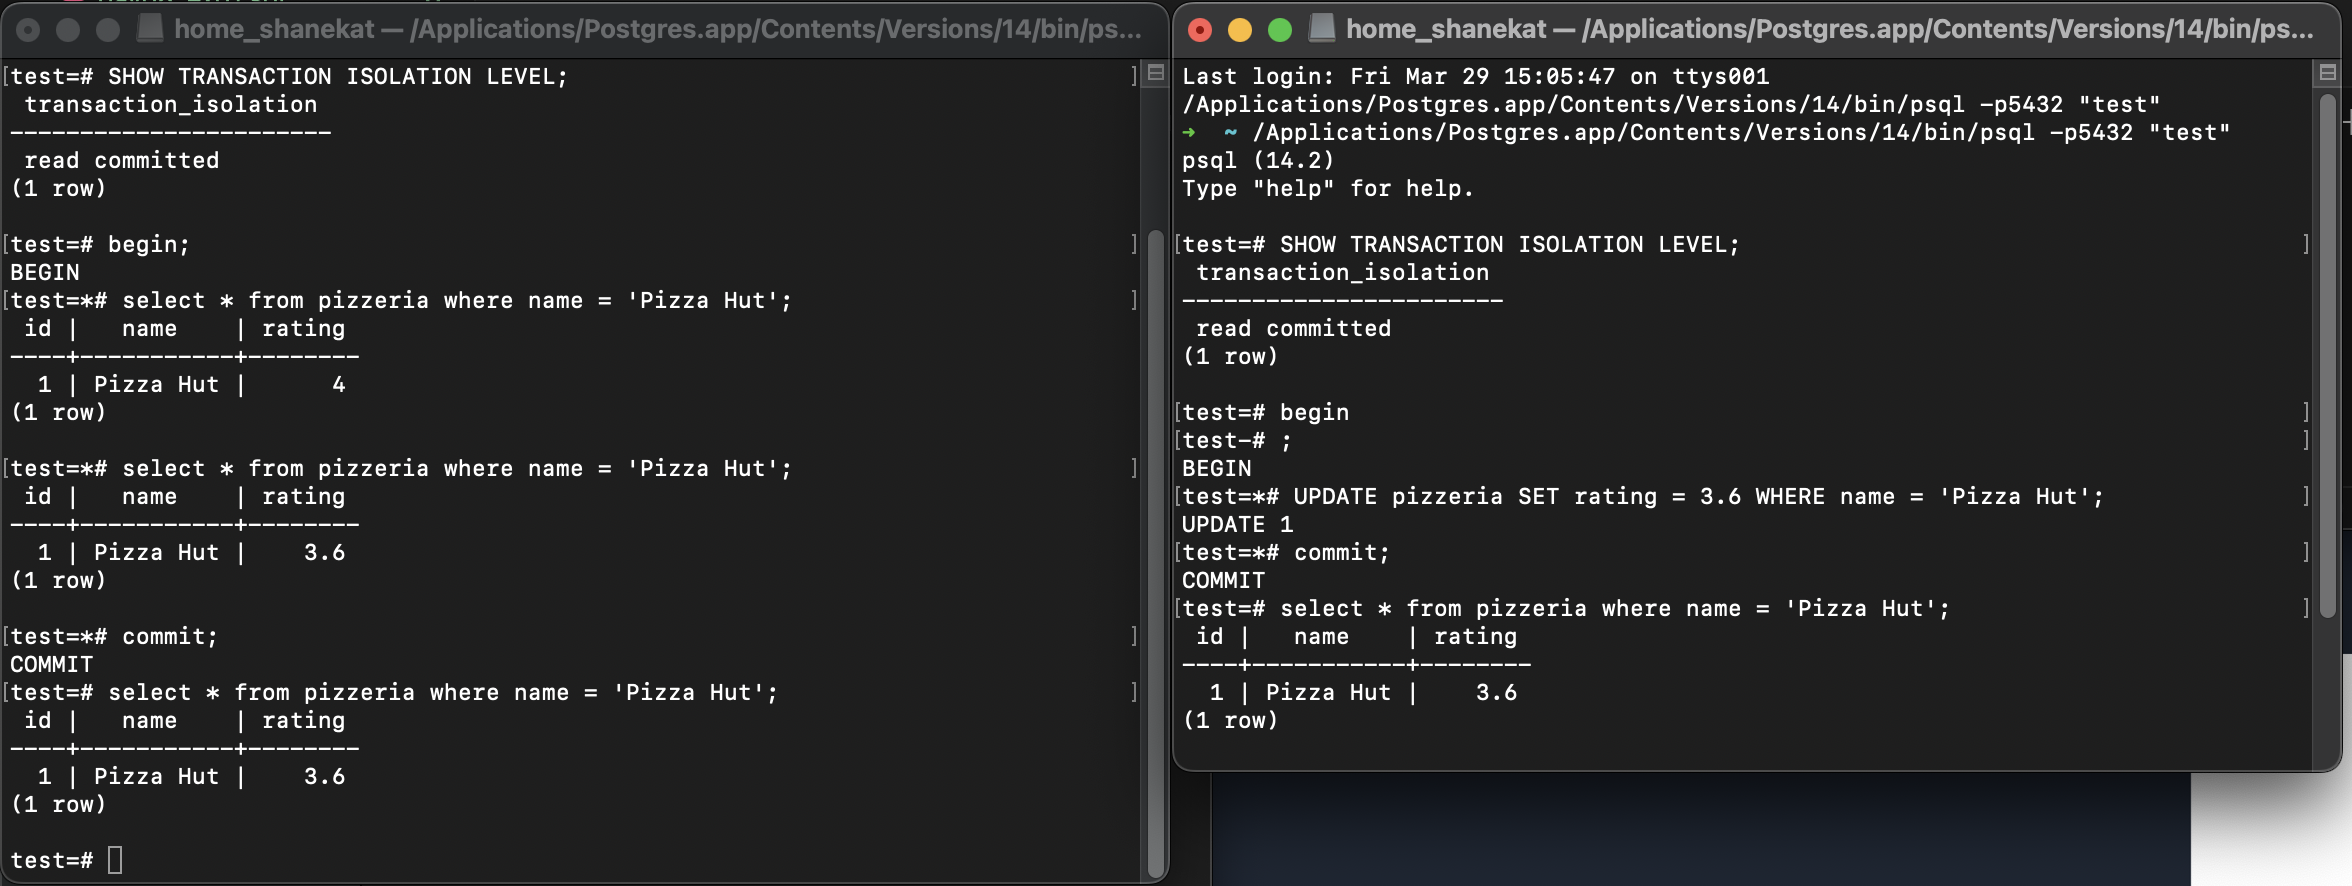 home_shanekat — /Applications/Postgres.app/Contents/Versions/14/bin/ps...
[test=# SHOW TRANSACTION ISOLATION LEVEL; ]
 transaction_isolation
-----------------------
 read committed
(1 row)

[test=# begin; ]
BEGIN
[test=*# select * from pizzeria where name = 'Pizza Hut'; ]
 id |   name    | rating
----+-----------+--------
  1 | Pizza Hut |      4
(1 row)

[test=*# select * from pizzeria where name = 'Pizza Hut'; ]
 id |   name    | rating
----+-----------+--------
  1 | Pizza Hut |    3.6
(1 row)

[test=*# commit; ]
COMMIT
[test=# select * from pizzeria where name = 'Pizza Hut'; ]
 id |   name    | rating
----+-----------+--------
  1 | Pizza Hut |    3.6
(1 row)

test=#
home_shanekat — /Applications/Postgres.app/Contents/Versions/14/bin/ps...
Last login: Fri Mar 29 15:05:47 on ttys001
/Applications/Postgres.app/Contents/Versions/14/bin/psql -p5432 "test"
➜  ~ /Applications/Postgres.app/Contents/Versions/14/bin/psql -p5432 "test"
psql (14.2)
Type "help" for help.

[test=# SHOW TRANSACTION ISOLATION LEVEL; ]
 transaction_isolation
-----------------------
 read committed
(1 row)

[test=# begin ]
[test-# ; ]
BEGIN
[test=*# UPDATE pizzeria SET rating = 3.6 WHERE name = 'Pizza Hut'; ]
UPDATE 1
[test=*# commit; ]
COMMIT
[test=# select * from pizzeria where name = 'Pizza Hut'; ]
 id |   name    | rating
----+-----------+--------
  1 | Pizza Hut |    3.6
(1 row)